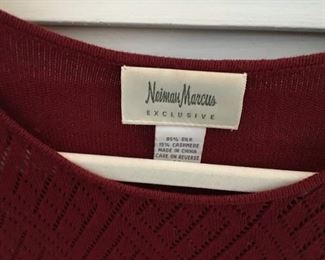 Neiman Marcus
EXCLUSIVE
85% SILK
15% CASHMERE
MADE IN CHINA
CARE ON REVERSE